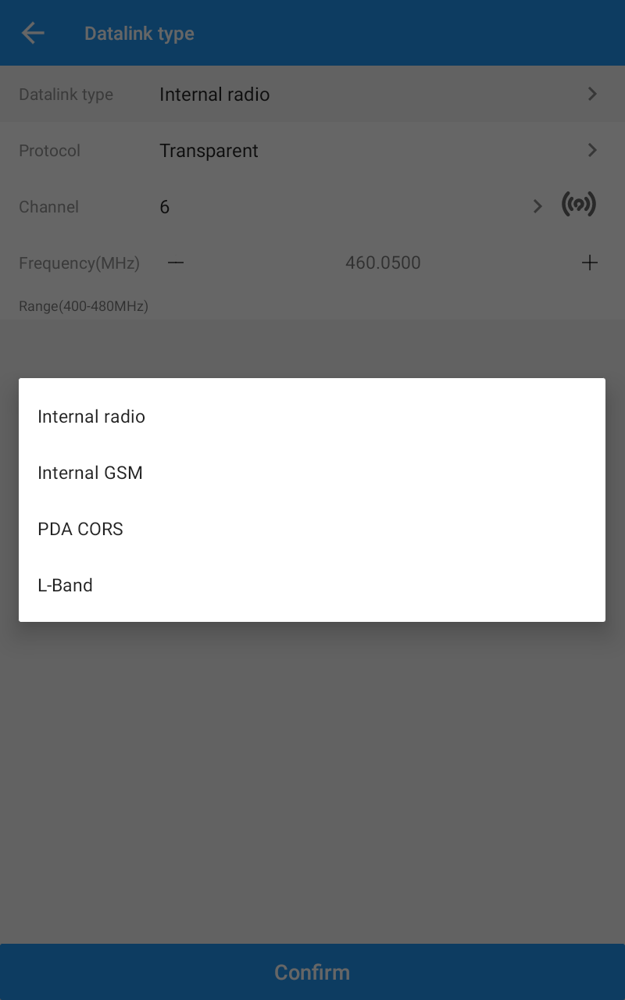 Datalink type
Datalink type Internal radio
Protocol Transparent
Channel 6
Frequency(MHz) 460.0500
Range(400-480MHz)
Internal radio
Internal GSM
PDA CORS
L-Band
Confirm